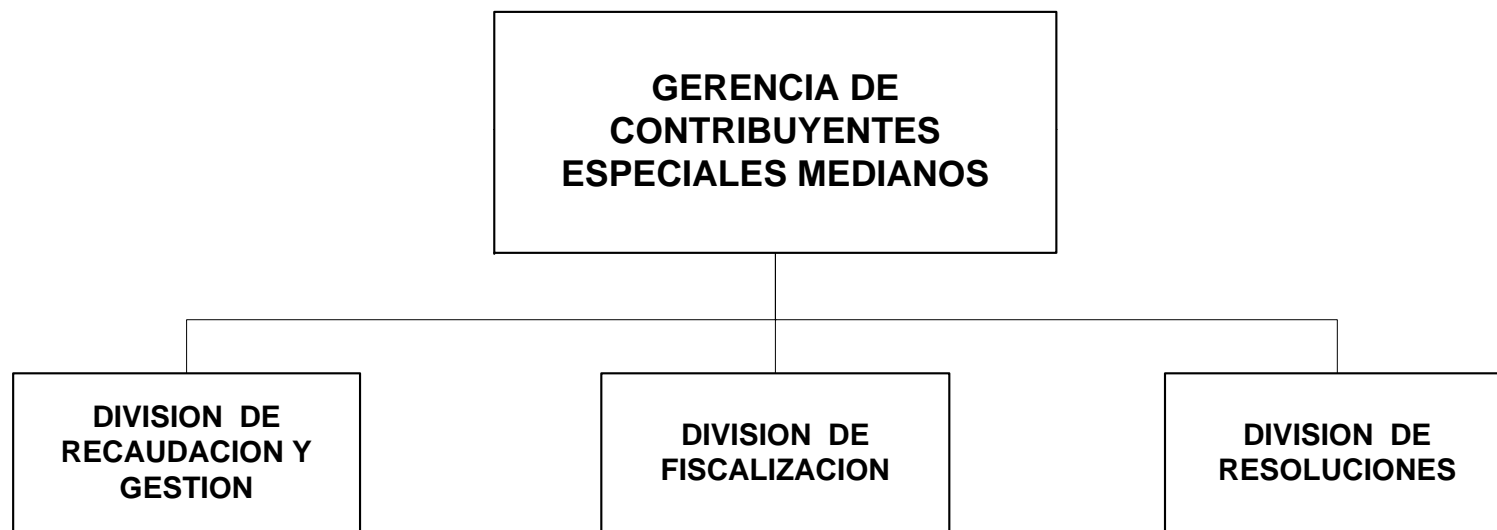 GERENCIA DE
CONTRIBUYENTES
ESPECIALES MEDIANOS
DIVISION DE
RECAUDACION Y
GESTION
DIVISION DE
FISCALIZACION
DIVISION DE
RESOLUCIONES